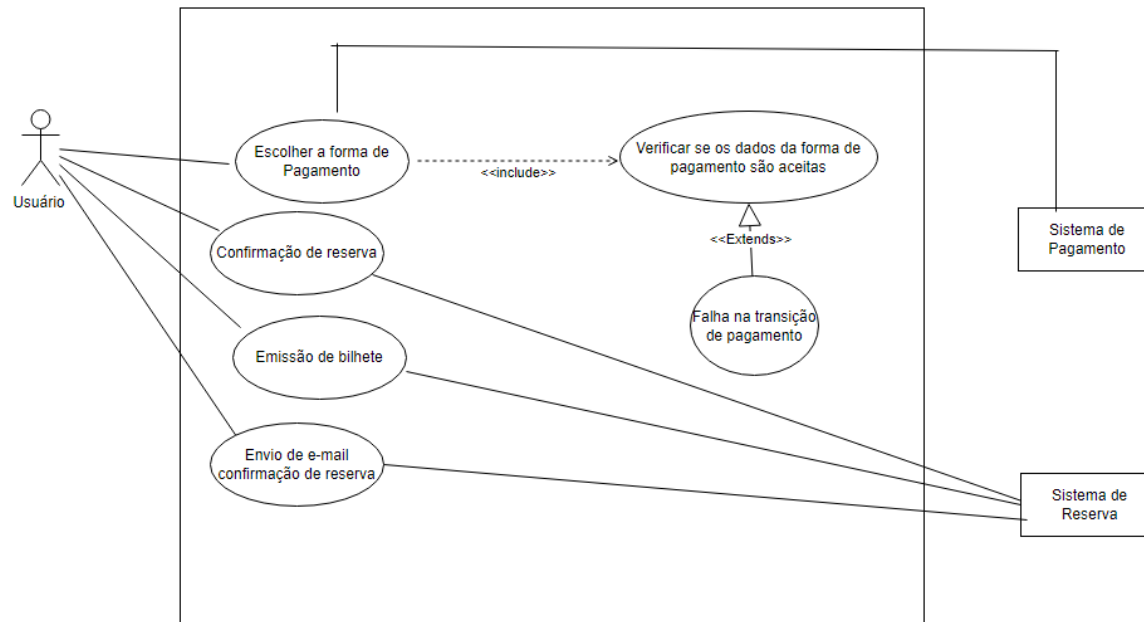 Usuário
Escolher a forma de
Pagamento
<<include>>
Verificar se os dados da forma de
pagamento são aceitas
<<Extends>>
Falha na transição
de pagamento
Confirmação de reserva
Emissão de bilhete
Envio de e-mail
confirmação de reserva
Sistema de
Pagamento
Sistema de
Reserva